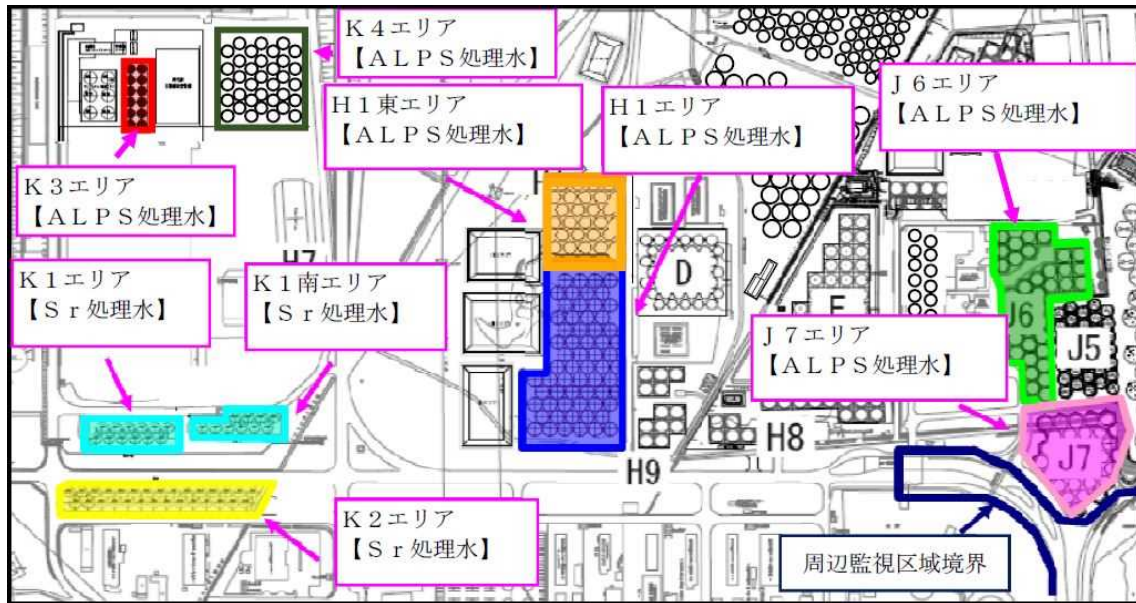 K4エリア
【ALPS処理水】
H1東エリア
【ALPS処理水】
H1エリア
【ALPS処理水】
J6エリア
【ALPS処理水】
K3エリア
【ALPS処理水】
K1エリア
【Sr処理水】
K1南エリア
【Sr処理水】
J7エリア
【ALPS処理水】
K2エリア
【Sr処理水】
周辺監視区域境界
D
J6
J5
J7
H8
H9